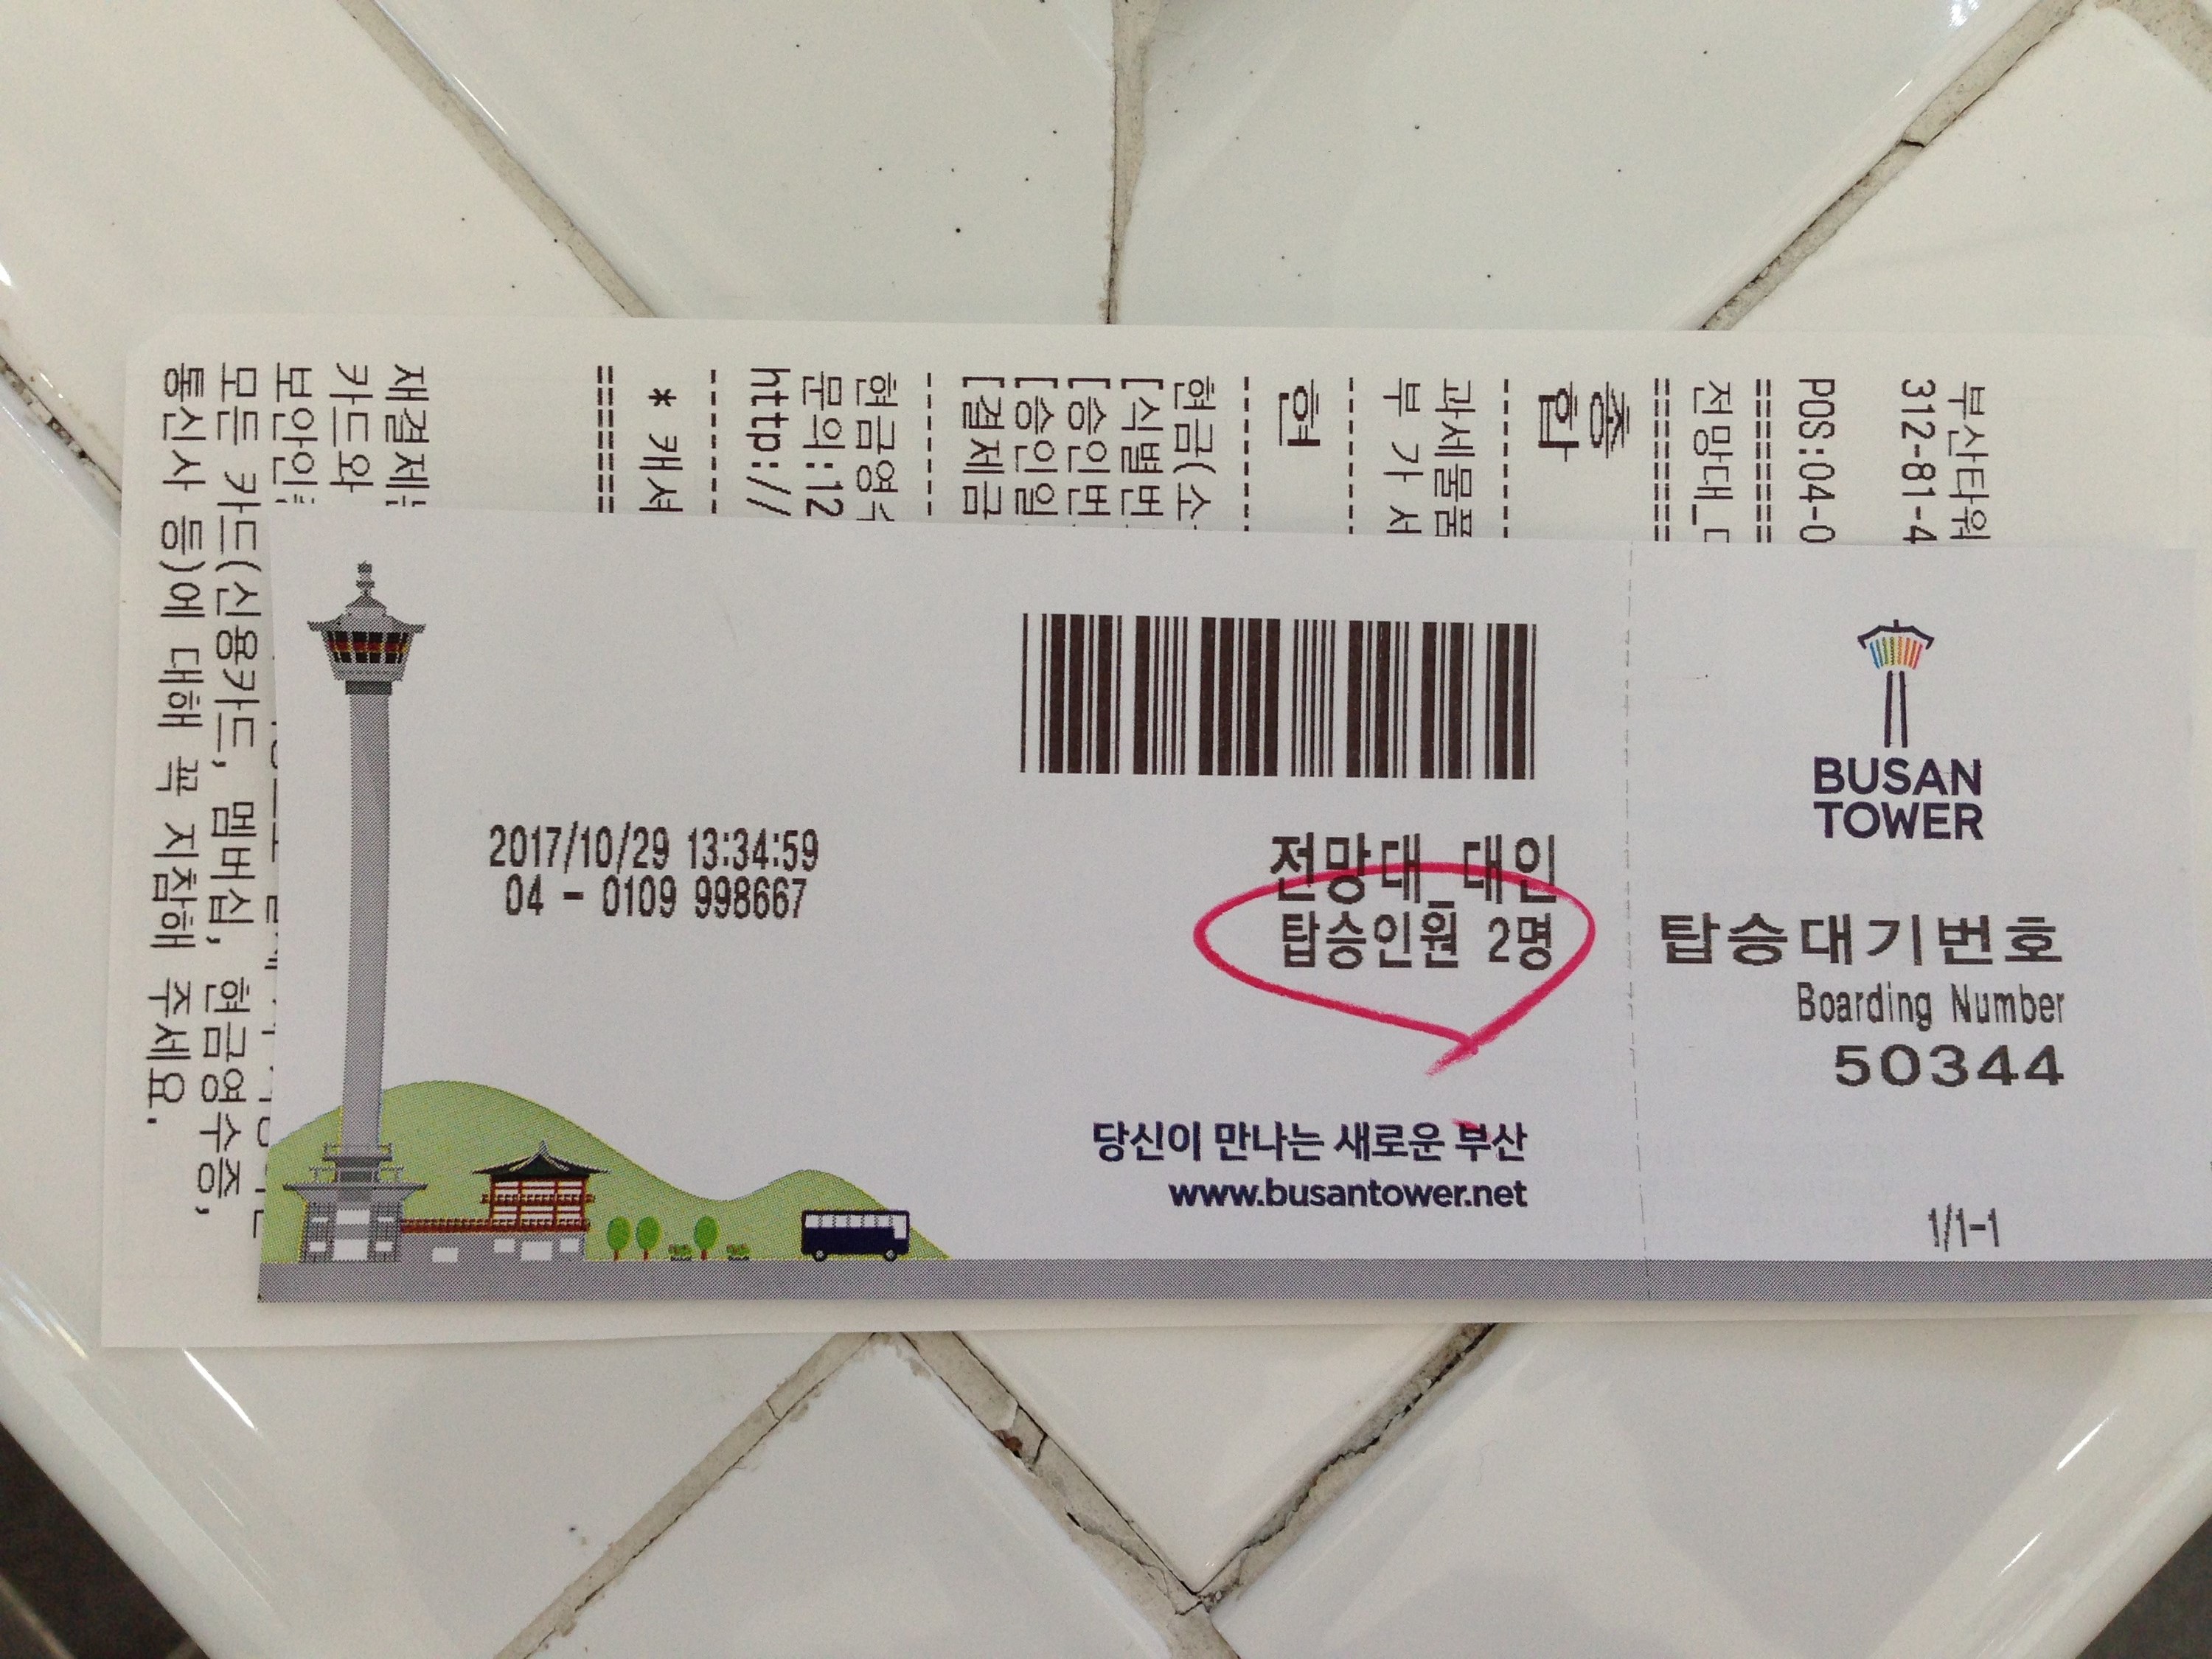 2017/10/29 13:34:59
04 - 0109 998667
전망대_대인
탑승인원 2명
당신이 만나는 새로운 부산
www.busantower.net
BUSAN
TOWER
탑승대기번호
Boarding Number
50344
1/1-1
부산타워
312-81-4
POS:04-0
전망대_
총
합
과세물품
부 가 세
현
현금(소
[식별번
[승인번
[승인일
[결제금
현금영
문의:12
http://
* 캐셔
재결제
카드와
보안인
모든 카드(신용카드, 멤버십, 현금영수증,
통신사 등)에 대해 꼭 지참해 주세요.